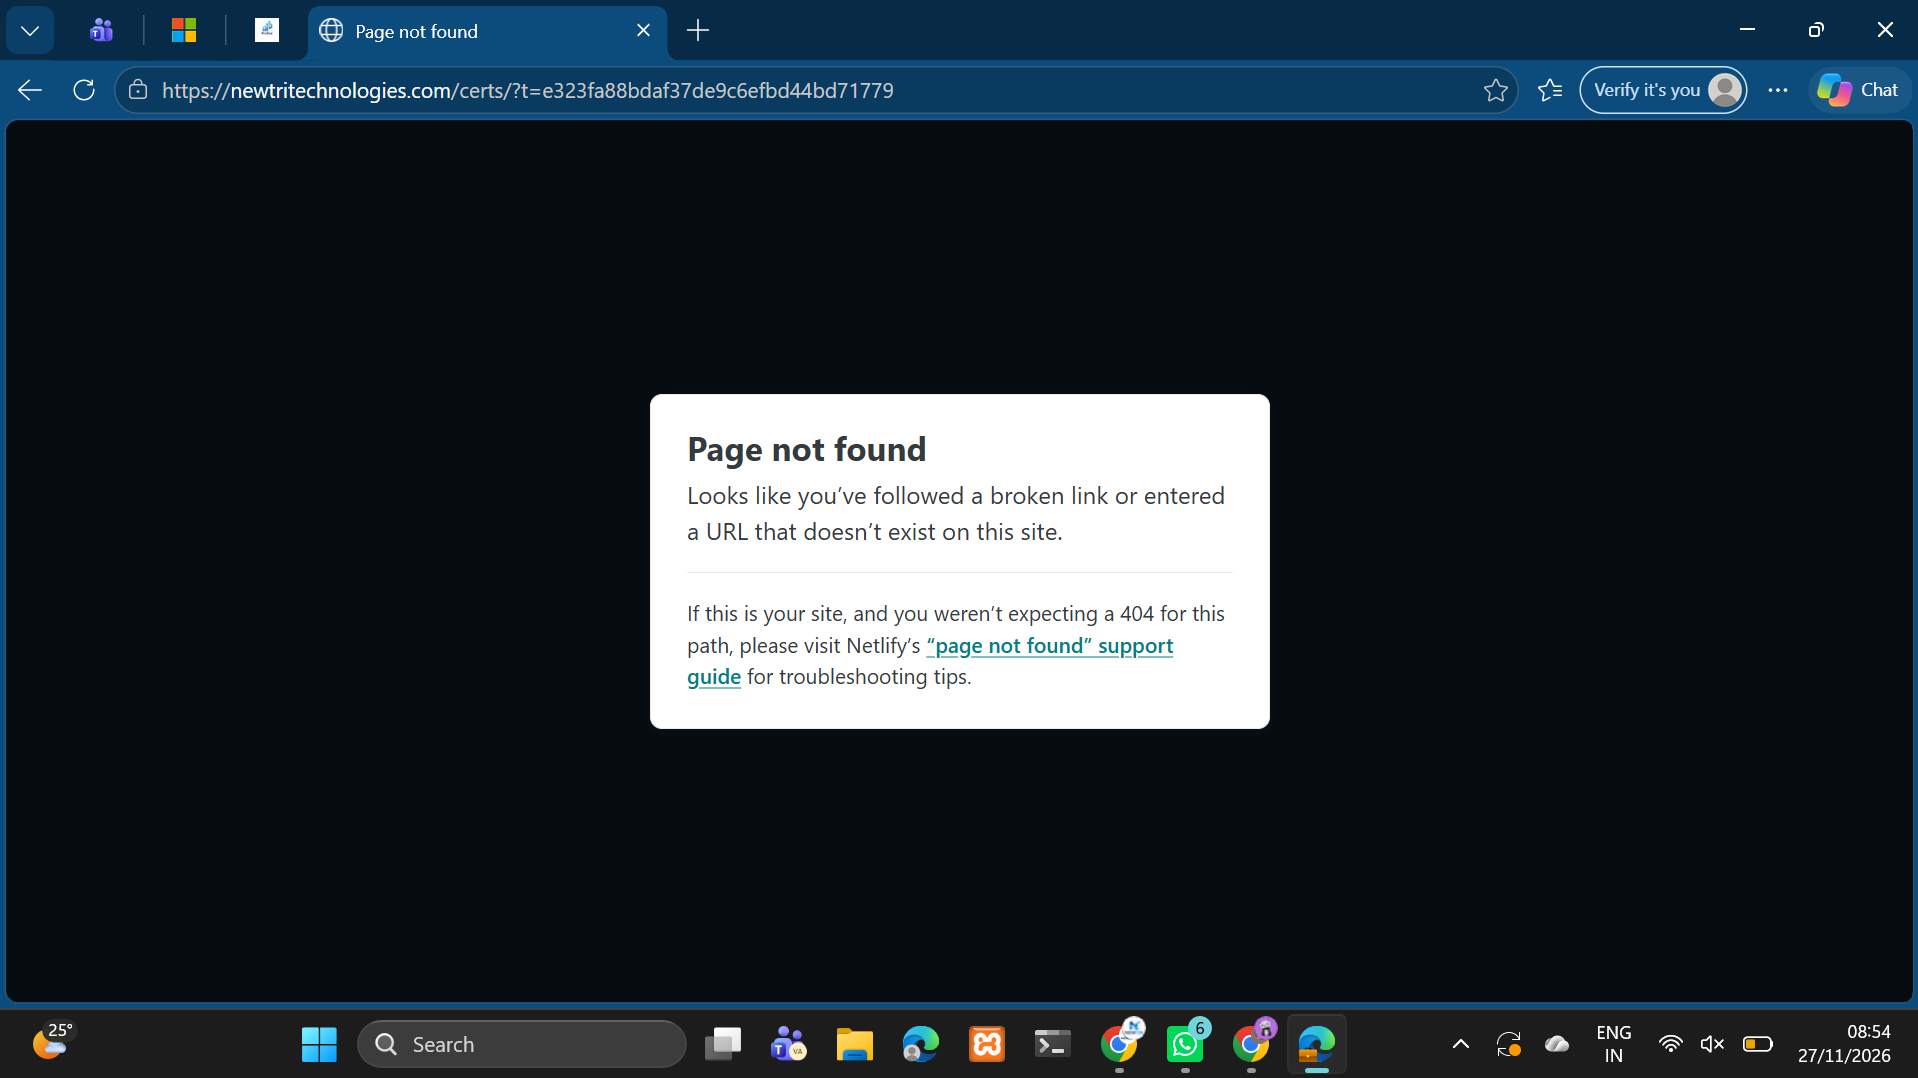 Page not found
https://newtritechnologies.com/certs/?t=e323fa88bdaf37de9c6efbd44bd71779
Verify it's you
Chat
Page not found
Looks like you've followed a broken link or entered
a URL that doesn't exist on this site.
If this is your site, and you weren't expecting a 404 for this
path, please visit Netlify's “page not found” support
guide for troubleshooting tips.
25°
Search
VA
6
ENG
IN
08:54
27/11/2026